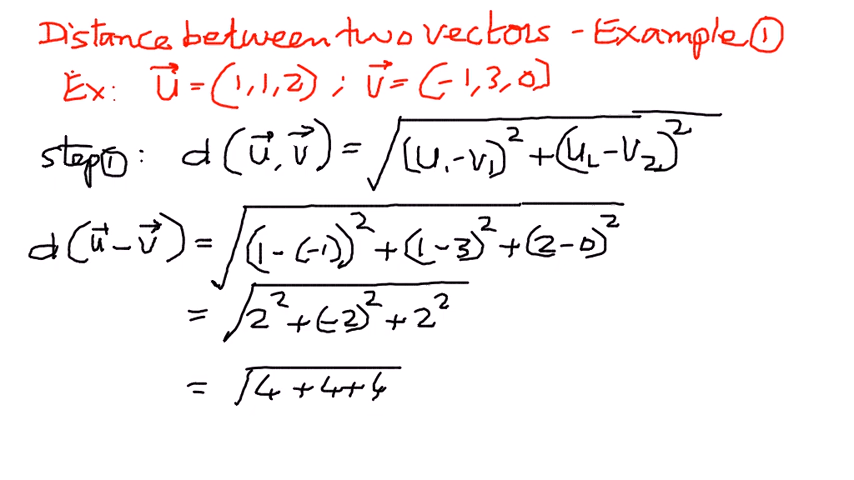 Distance between two vectors - Example ①
Ex: u⃗ = (1,1,2) ; v⃗ = (-1,3,0]
step①: d(u⃗,v⃗) = √(u₁-v₁)²+(u₂-v₂)²
d(u⃗-v⃗) = √(1-(-1))²+(1-3)²+(2-0)²
= √2²+(-2)²+2²
= √4+4+4